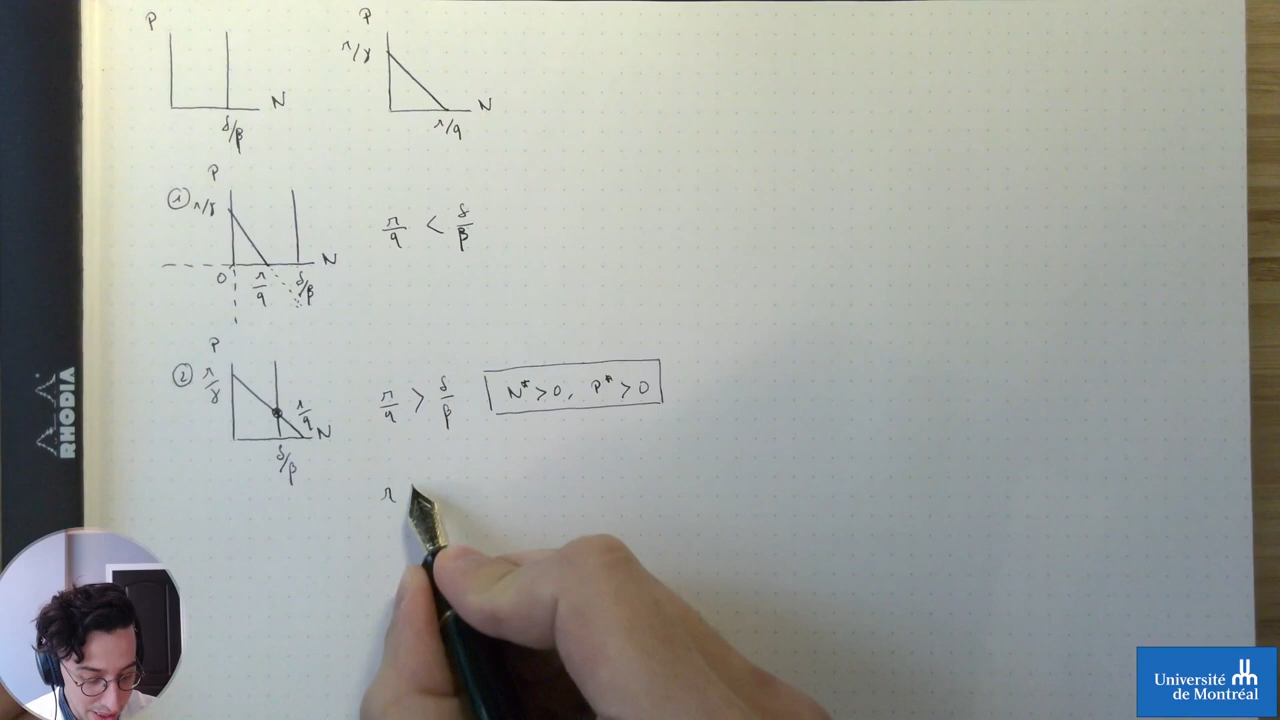 P
N
δ/β
P
r/γ
N
r/q
① P
r/γ
0
r/q
δ/β
N
r/q < δ/β
② P
r/γ
r/q
N
δ/β
r/q > δ/β
N* > 0, P* > 0
r
RHODIA
Université
de Montréal